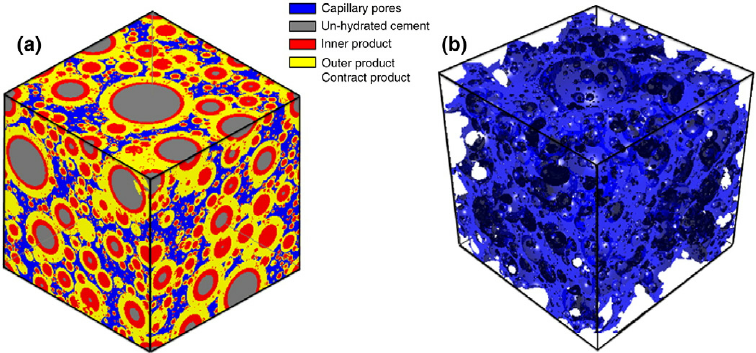 (a)
Capillary pores
Un-hydrated cement
Inner product
Outer product
Contract product
(b)